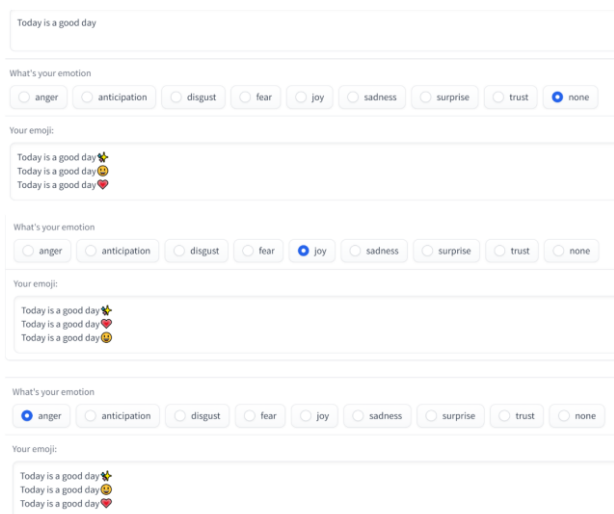 Today is a good day
What's your emotion
anger anticipation disgust fear joy sadness surprise trust none
Your emoji:
Today is a good day✨
Today is a good day😀
Today is a good day❤️
What's your emotion
anger anticipation disgust fear joy sadness surprise trust none
Your emoji:
Today is a good day✨
Today is a good day❤️
Today is a good day😀
What's your emotion
anger anticipation disgust fear joy sadness surprise trust none
Your emoji:
Today is a good day✨
Today is a good day😀
Today is a good day❤️